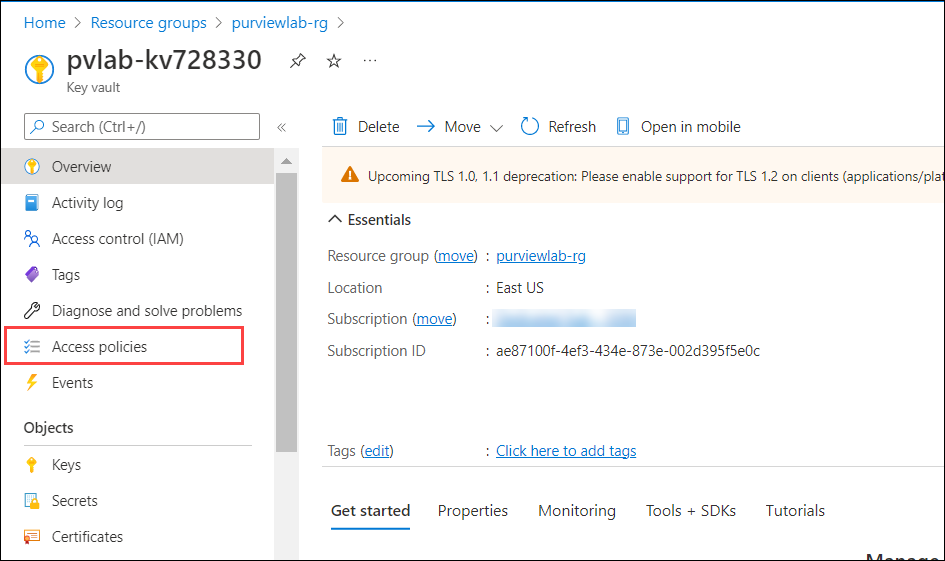 Home > Resource groups > purviewlab-rg >
pvlab-kv728330
Key vault
Search (Ctrl+/)
«
Delete
Move
Refresh
Open in mobile
Overview
Activity log
Access control (IAM)
Tags
Diagnose and solve problems
Access policies
Events
Objects
Keys
Secrets
Certificates
Upcoming TLS 1.0, 1.1 deprecation: Please enable support for TLS 1.2 on clients (applications/plat
Essentials
Resource group (move) : purviewlab-rg
Location : East US
Subscription (move) :
Subscription ID : ae87100f-4ef3-434e-873e-002d395f5e0c
Tags (edit) : Click here to add tags
Get started Properties Monitoring Tools + SDKs Tutorials
Manage